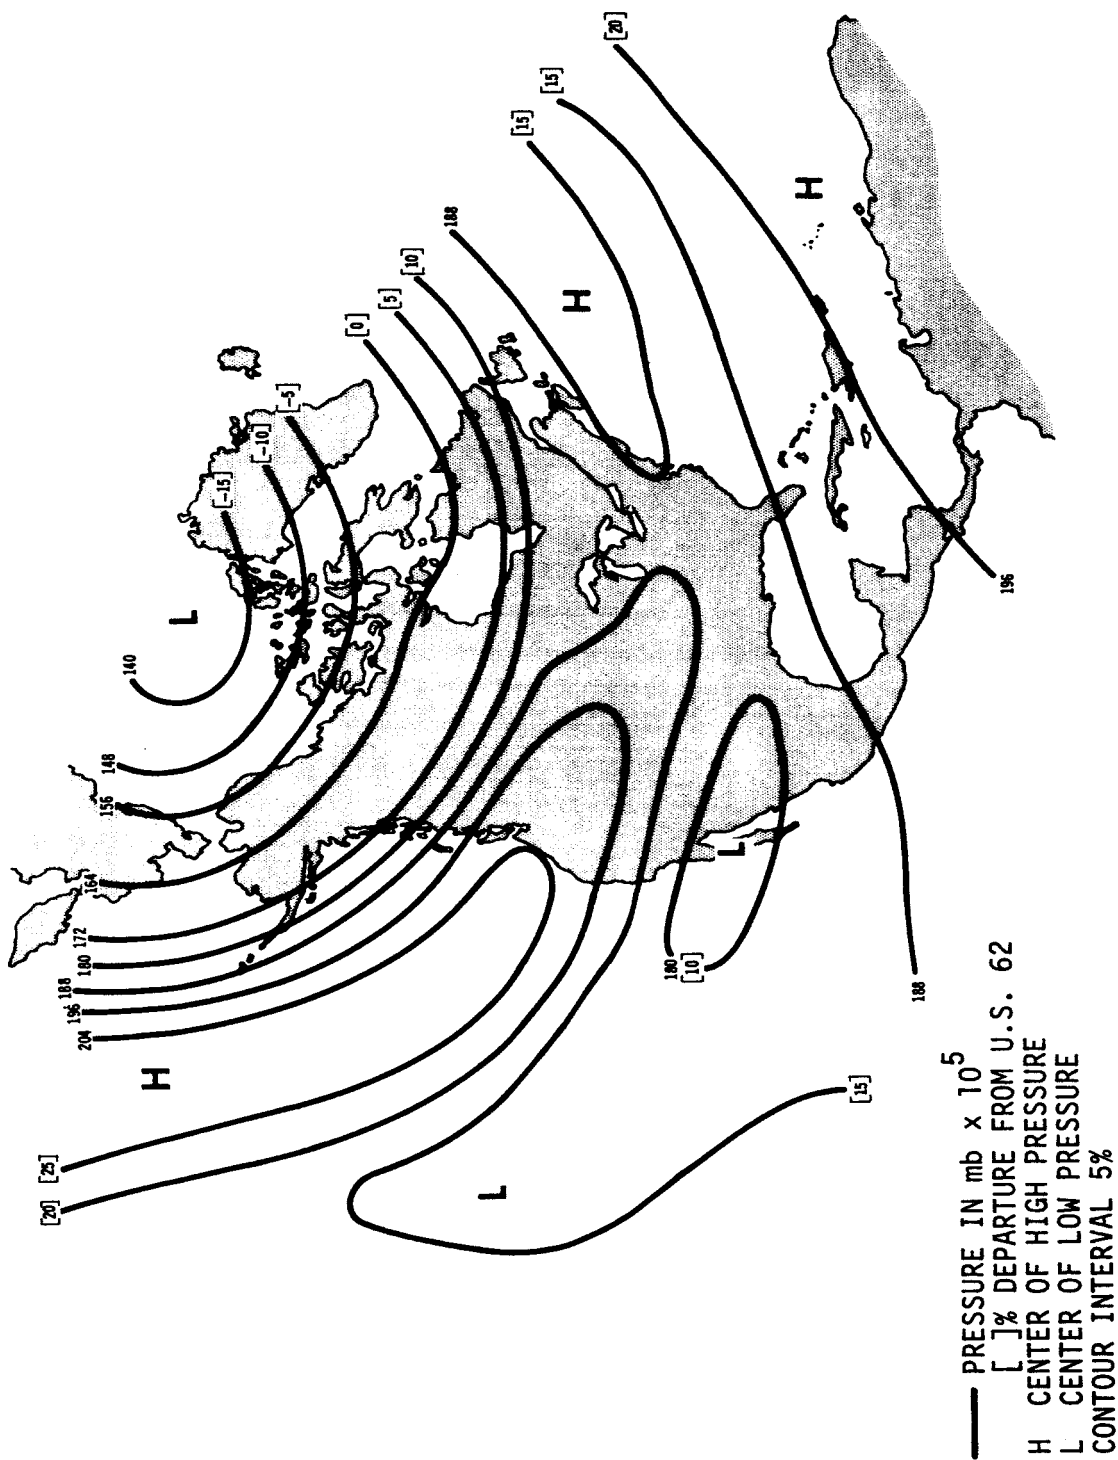 [20]
[15]
[15]
188
[10]
[5]
[0]
[-5]
[-10]
[-15]
L
140
148
156
164
172
180
188
196
204
H
[25]
[20]
L
[15]
H
H
L
180
[10]
188
196
PRESSURE IN mb x 10⁵
[ ]% DEPARTURE FROM U.S. 62
H CENTER OF HIGH PRESSURE
L CENTER OF LOW PRESSURE
CONTOUR INTERVAL 5%